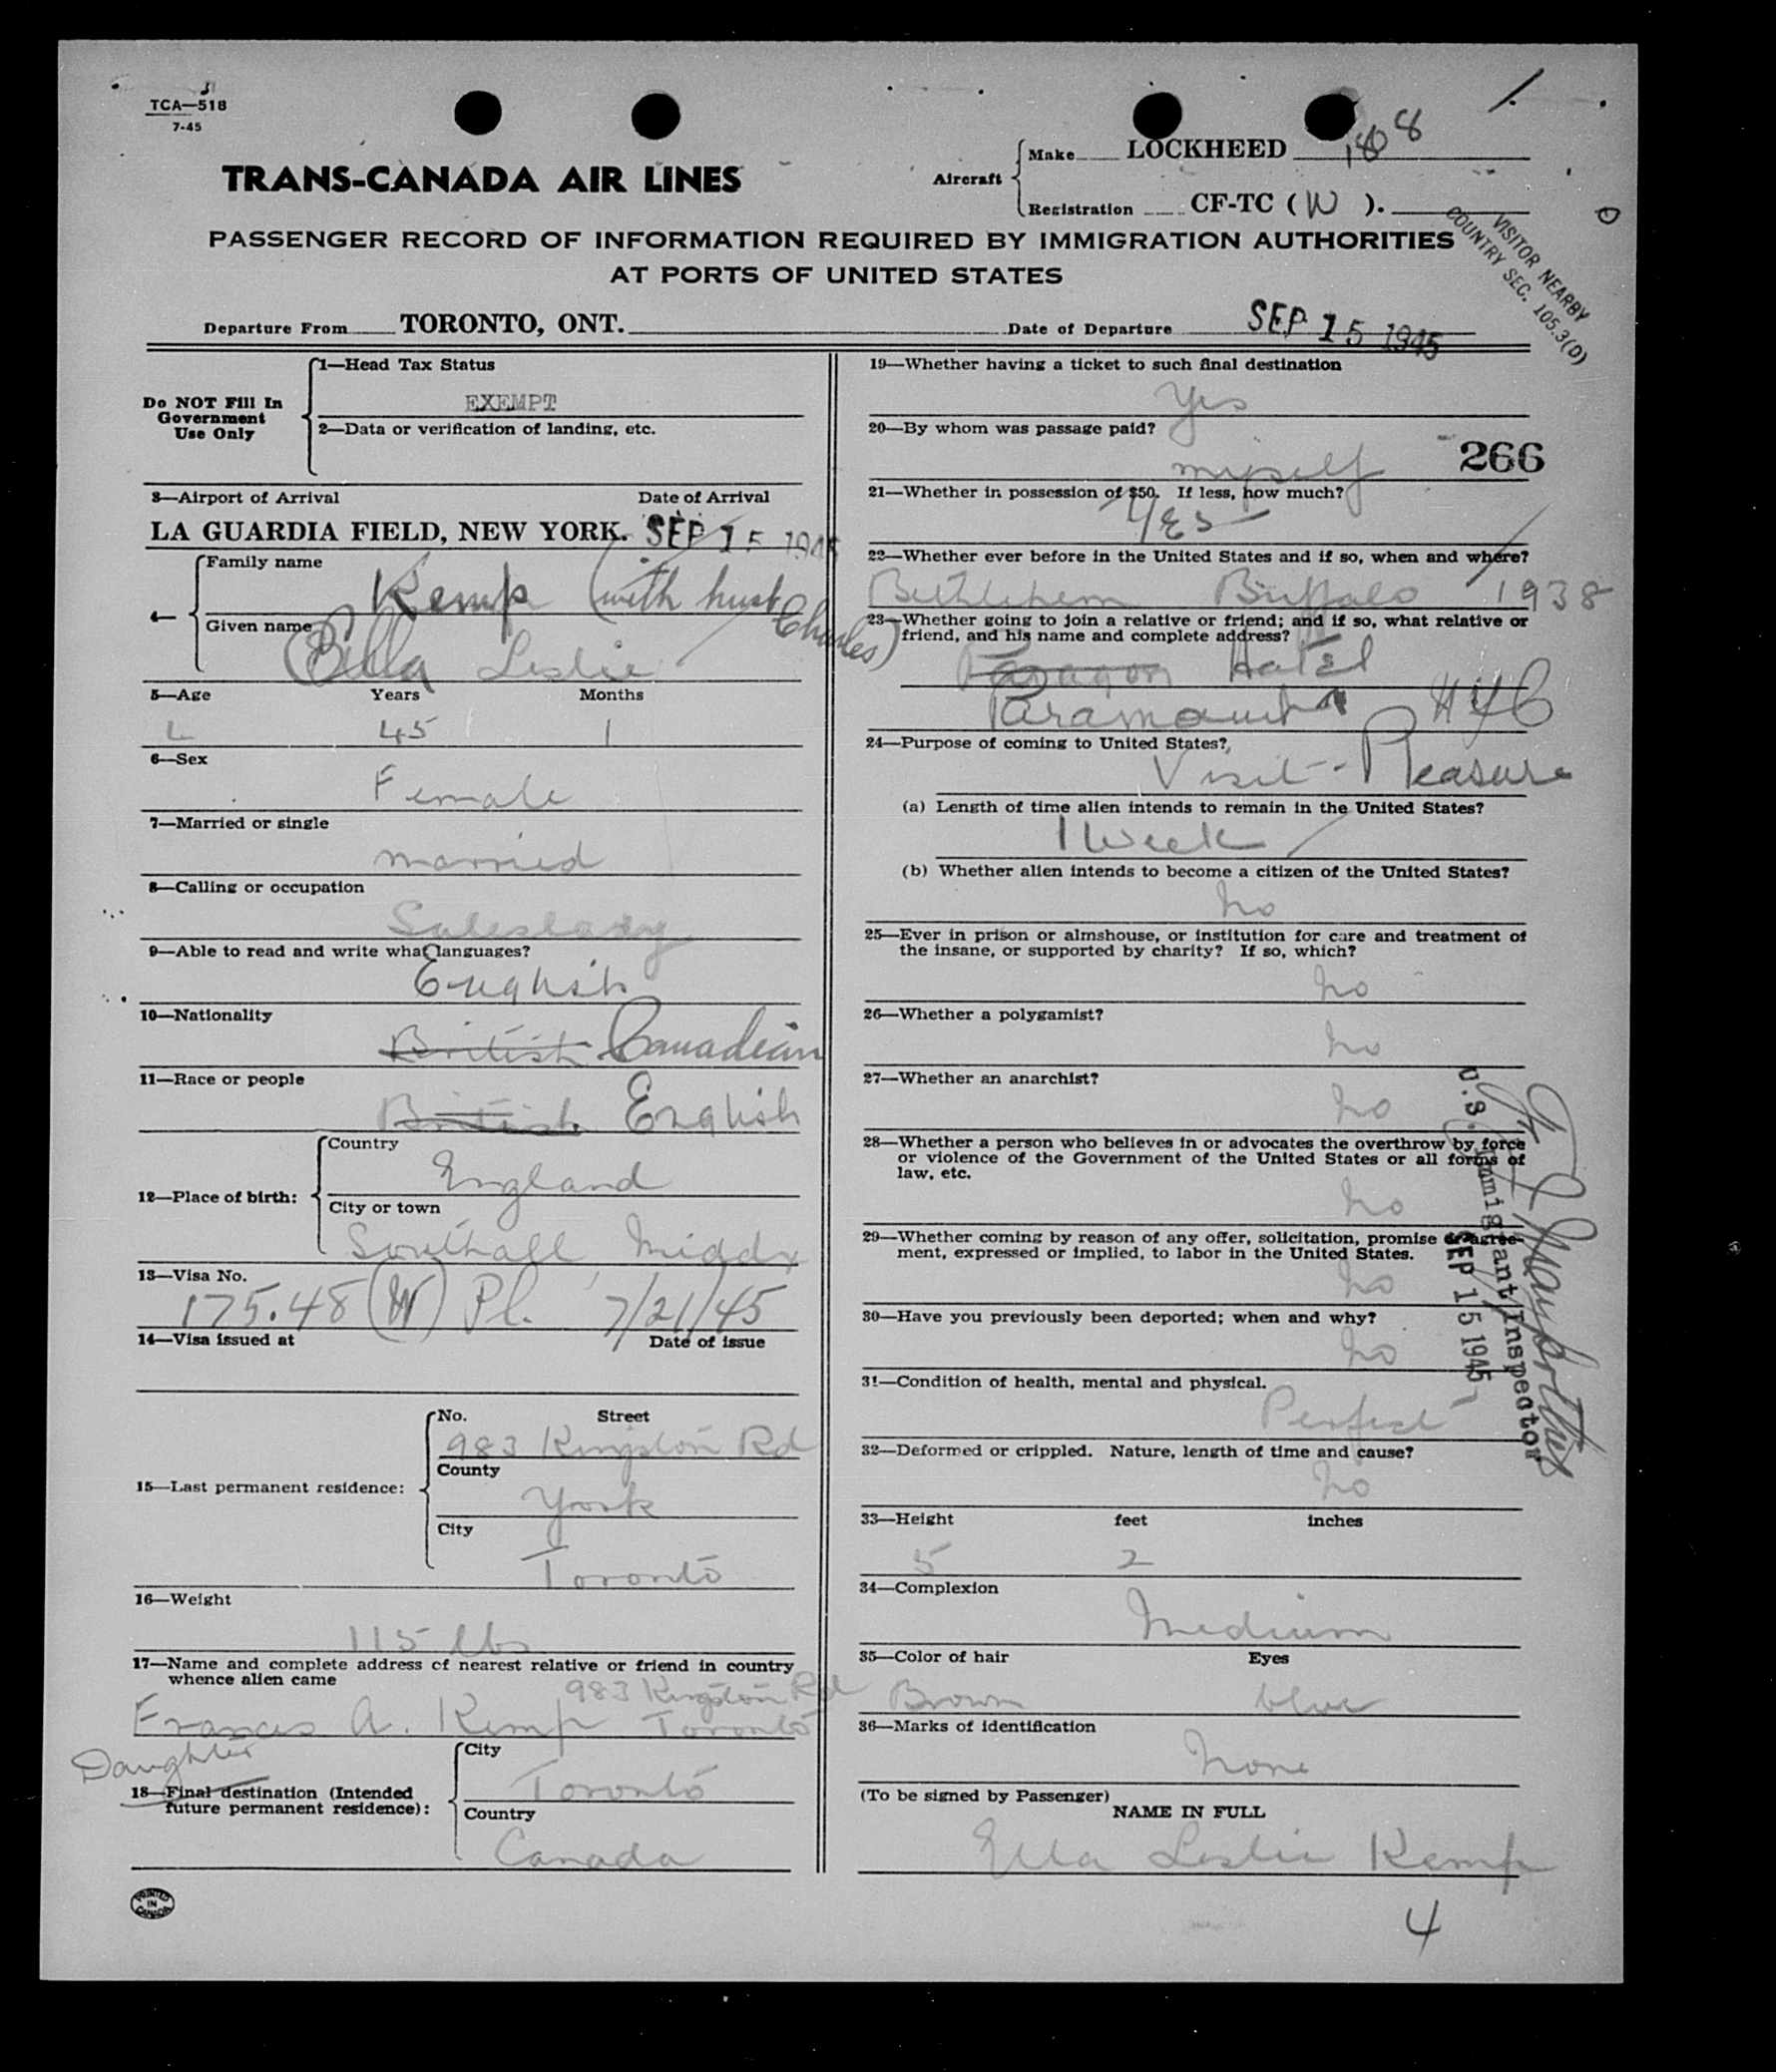 TCA—518
7-45
1
TRANS-CANADA AIR LINES
Aircraft
Make LOCKHEED 1808
Registration CF-TC ( W ).
VISITOR NEARBY
COUNTRY SEC. 105.3(D)
PASSENGER RECORD OF INFORMATION REQUIRED BY IMMIGRATION AUTHORITIES
AT PORTS OF UNITED STATES
Departure From TORONTO, ONT. Date of Departure SEP 15 1945
Do NOT Fill In
Government
Use Only
1—Head Tax Status
EXEMPT
2—Data or verification of landing, etc.
3—Airport of Arrival Date of Arrival
LA GUARDIA FIELD, NEW YORK. SEP 15 1945
4—
Family name
Kemp (with husb Charles)
Given name
Ella Leslie
5—Age Years Months
45 1
6—Sex
Female
7—Married or single
married
8—Calling or occupation
Saleslady
9—Able to read and write what languages?
English
10—Nationality
British Canadian
11—Race or people
British English
12—Place of birth:
Country
England
City or town
Southall Middx
13—Visa No.
175.48 (W) Pl. 7/21/45
14—Visa issued at Date of issue
15—Last permanent residence:
No. Street
983 Kingston Rd
County
York
City
Toronto
16—Weight
115 lbs
17—Name and complete address of nearest relative or friend in country
whence alien came
983 Kingston Rd
Frances A. Kemp Toronto
Daughter
18—Final destination (Intended
future permanent residence):
City
Toronto
Country
Canada
PRINTED
IN
CANADA
19—Whether having a ticket to such final destination
Yes
20—By whom was passage paid?
myself
266
21—Whether in possession of $50. If less, how much?
YES
22—Whether ever before in the United States and if so, when and where?
Bethlehem Buffalo 1938
23—Whether going to join a relative or friend; and if so, what relative or
friend, and his name and complete address?
Paragon Hotel
Paramount NYC
24—Purpose of coming to United States?
Visit - Pleasure
(a) Length of time alien intends to remain in the United States?
1 Week
(b) Whether alien intends to become a citizen of the United States?
no
25—Ever in prison or almshouse, or institution for care and treatment of
the insane, or supported by charity? If so, which?
no
26—Whether a polygamist?
no
27—Whether an anarchist?
no
28—Whether a person who believes in or advocates the overthrow by force
or violence of the Government of the United States or all forms of
law, etc.
no
29—Whether coming by reason of any offer, solicitation, promise or agree-
ment, expressed or implied, to labor in the United States.
no
30—Have you previously been deported; when and why?
no
31—Condition of health, mental and physical.
Perfect
32—Deformed or crippled. Nature, length of time and cause?
no
33—Height feet inches
5 2
34—Complexion
Medium
35—Color of hair Eyes
Brown blue
36—Marks of identification
none
(To be signed by Passenger)
NAME IN FULL
Ella Leslie Kemp
4
U.S. Immigrant Inspector
SEP 15 1945